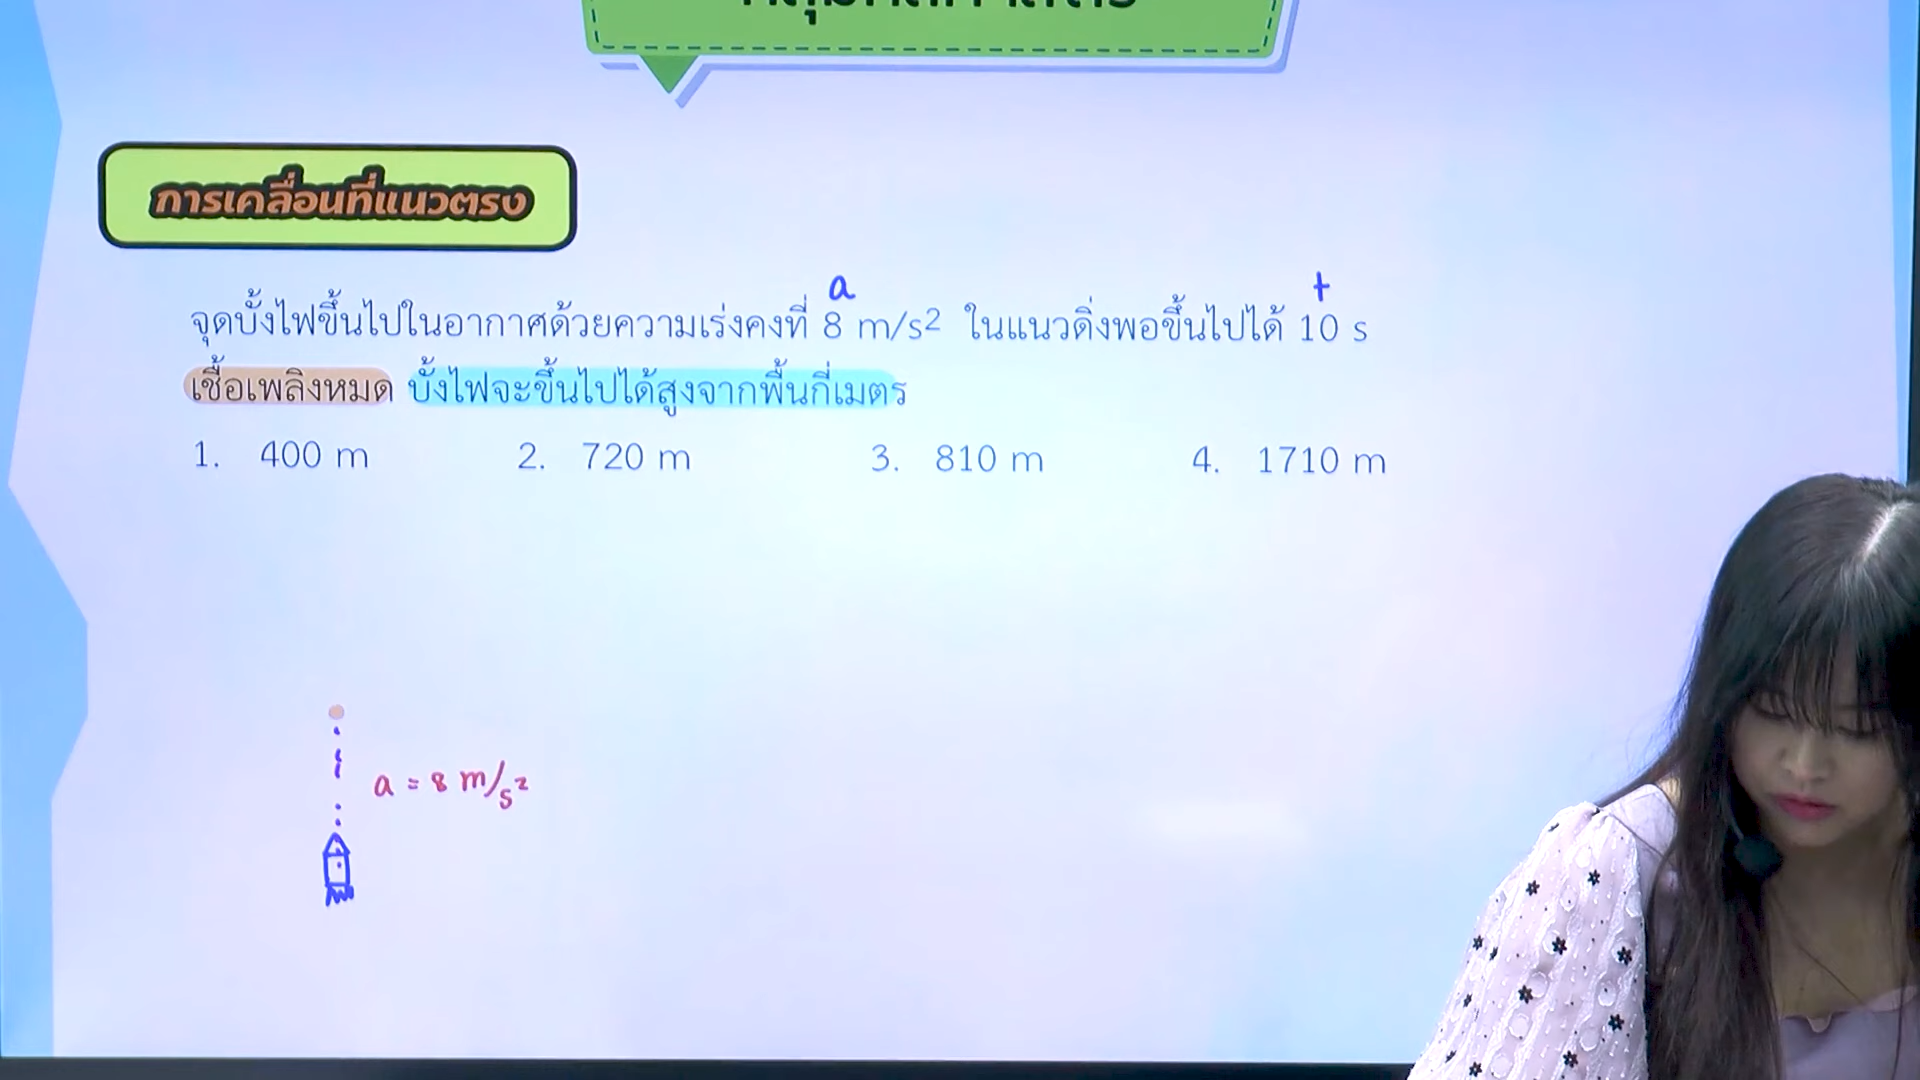 การเคลื่อนที่แนวตรง
a t
จุดบั้งไฟขึ้นไปในอากาศด้วยความเร่งคงที่ 8 m/s² ในแนวดิ่งพอขึ้นไปได้ 10 s
เชื้อเพลิงหมด บั้งไฟจะขึ้นไปได้สูงจากพื้นกี่เมตร
1. 400 m 2. 720 m 3. 810 m 4. 1710 m
a = 8 m/s²